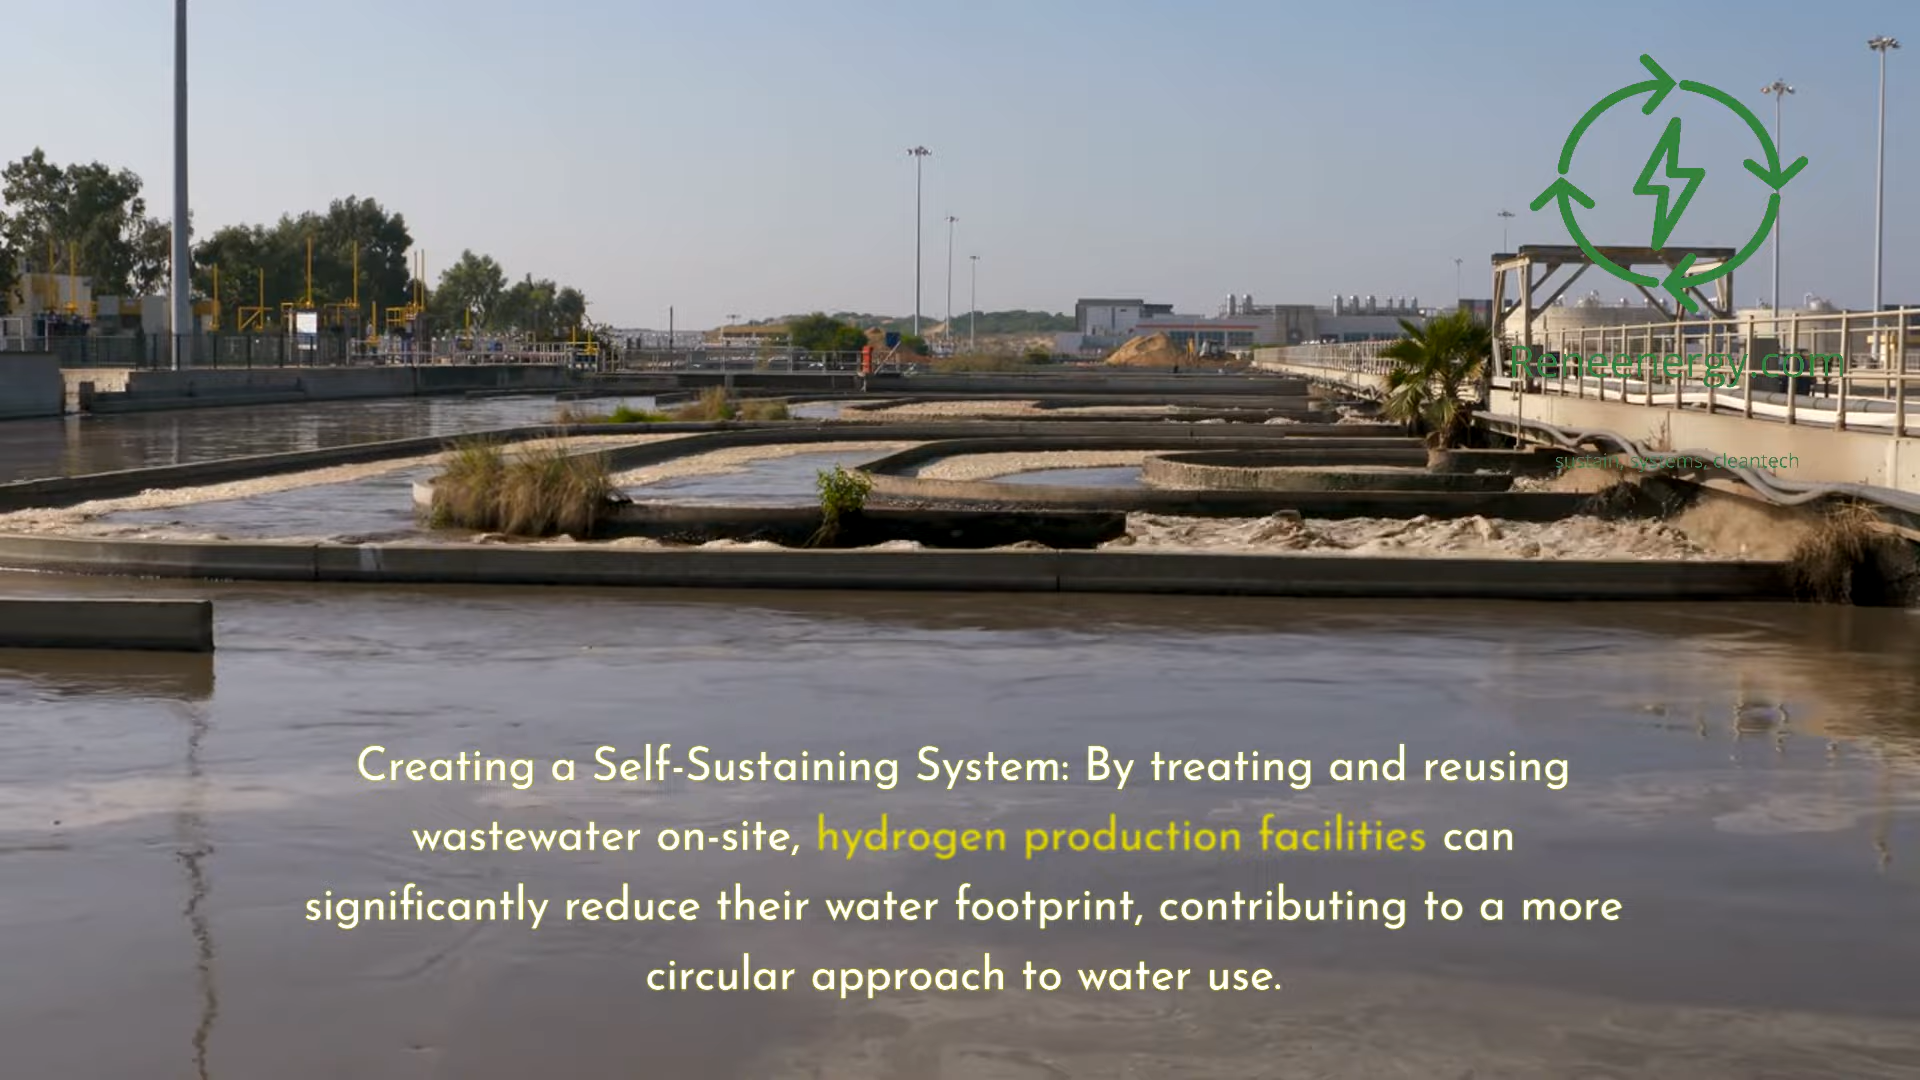 Reneenergy.com
sustain, systems, cleantech
Creating a Self-Sustaining System: By treating and reusing
wastewater on-site, hydrogen production facilities can
significantly reduce their water footprint, contributing to a more
circular approach to water use.